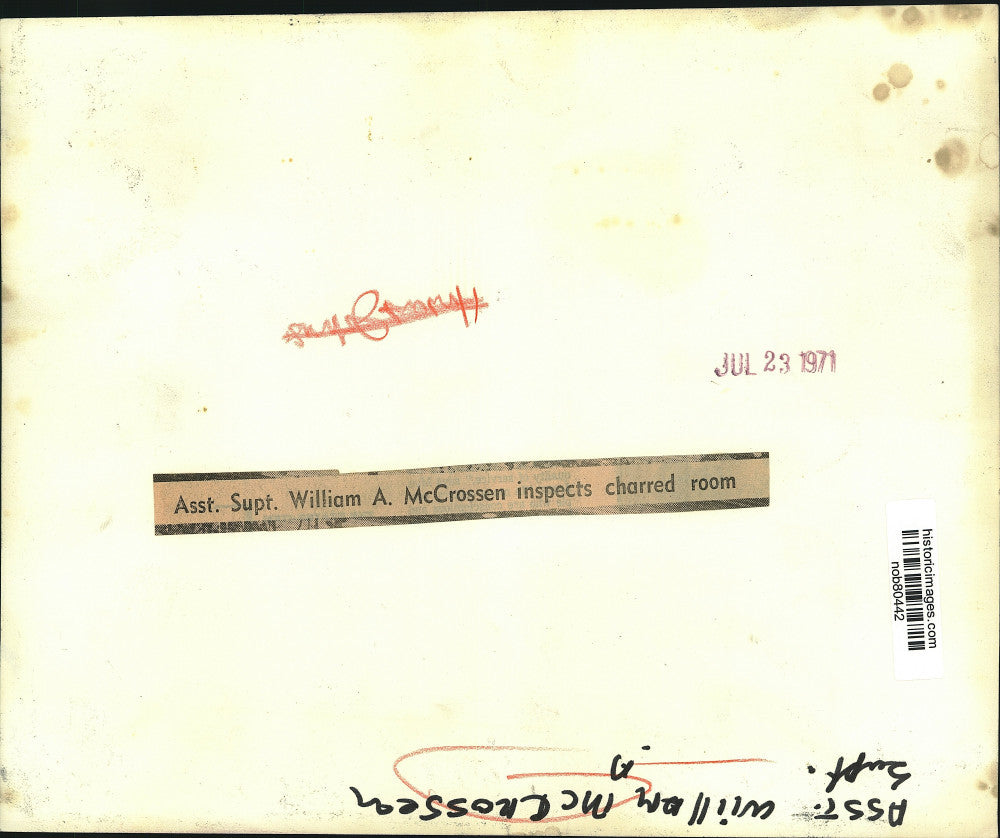 JUL 23 1971
Asst. Supt. William A. McCrossen inspects charred room
historicimages.com
nob80442
Asst. William McCrossen
Supt. A.